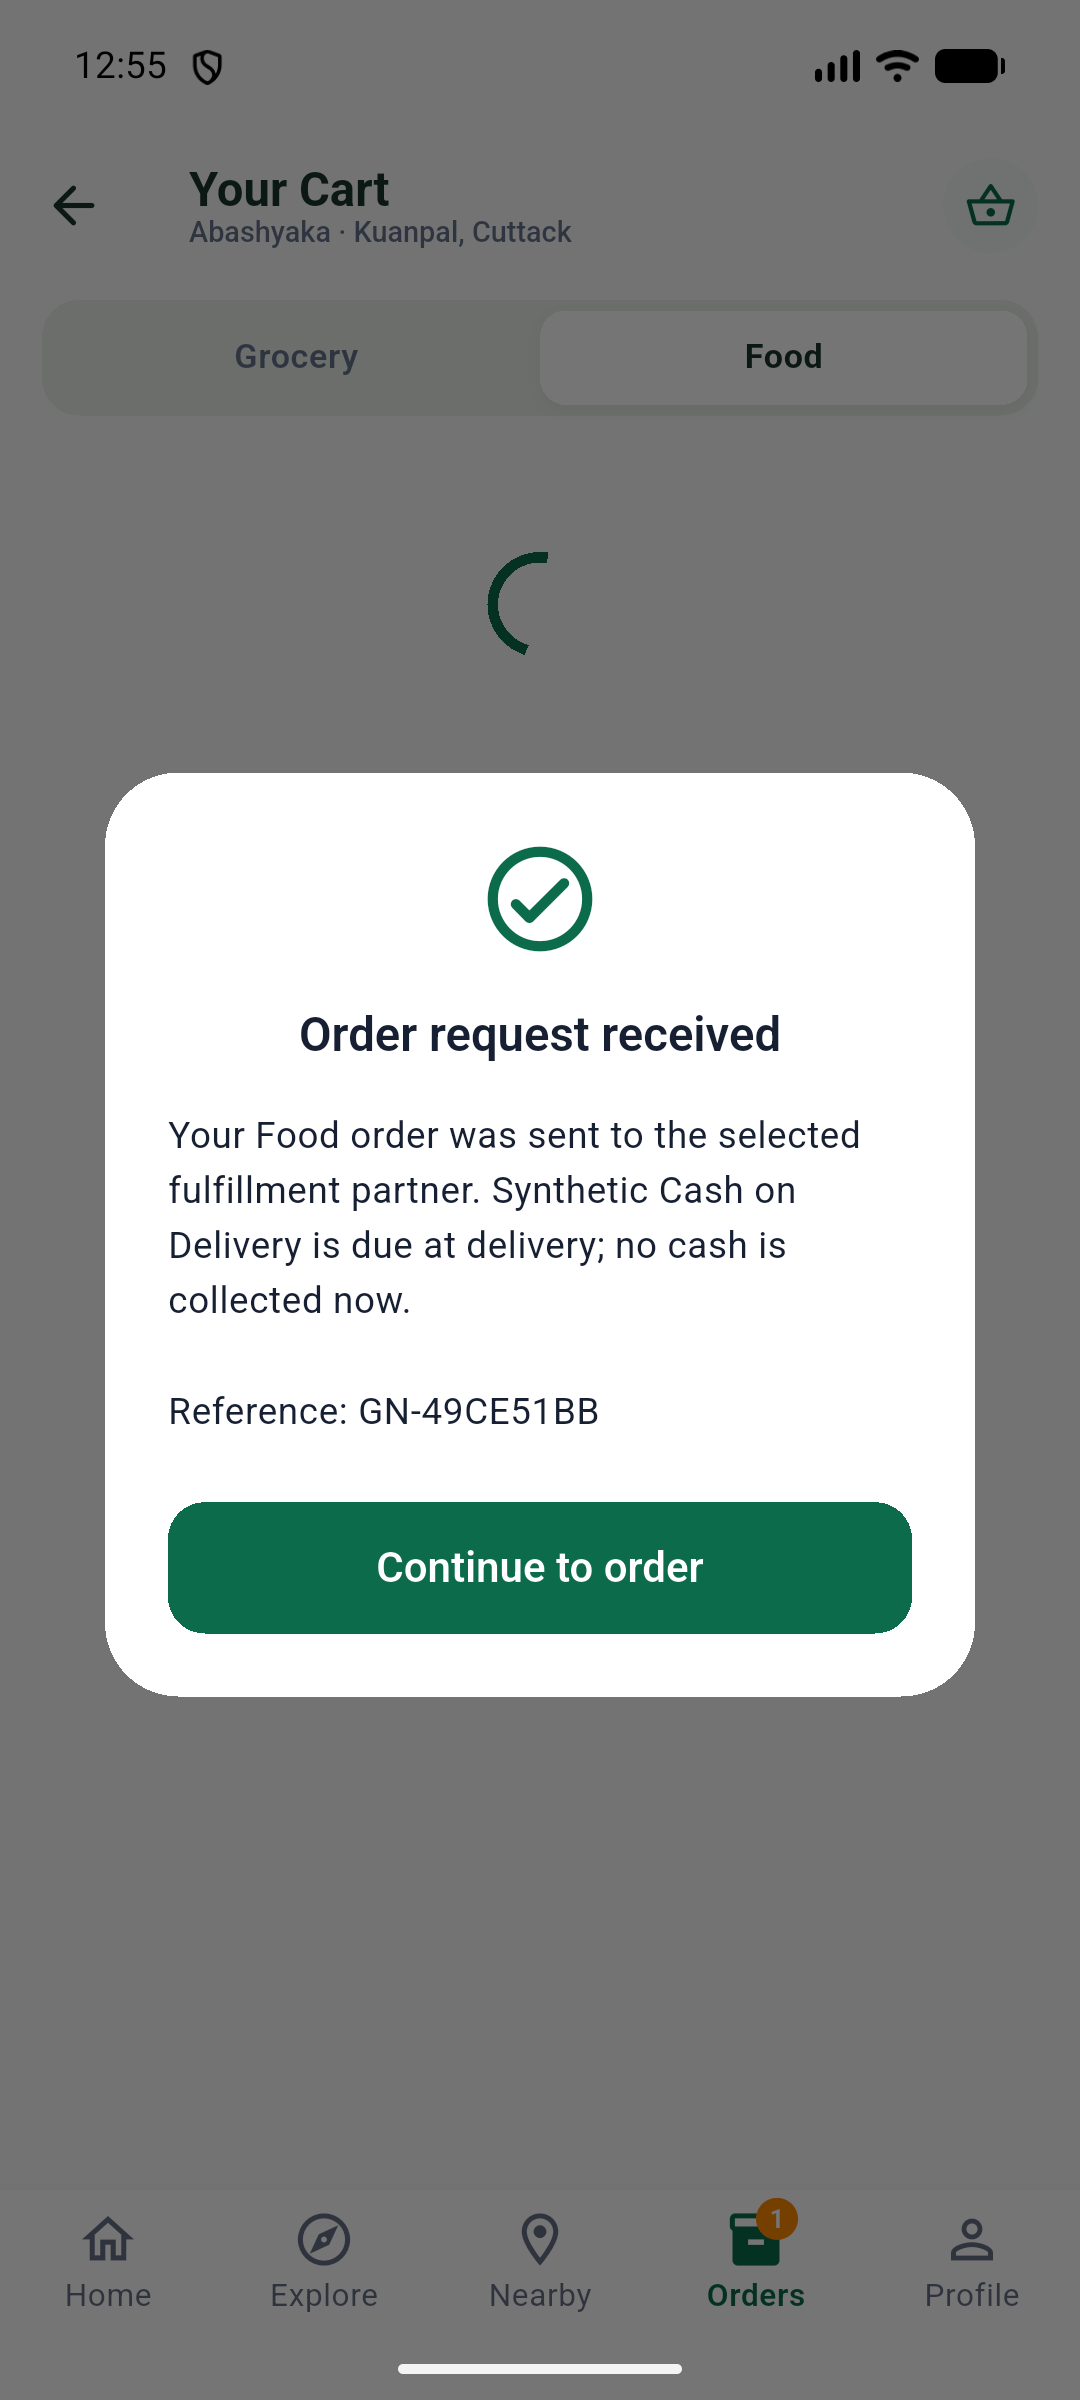 12:55
Your Cart
Abashyaka · Kuanpal, Cuttack
Grocery
Food
Order request received
Your Food order was sent to the selected
fulfillment partner. Synthetic Cash on
Delivery is due at delivery; no cash is
collected now.
Reference: GN-49CE51BB
Continue to order
1
Home
Explore
Nearby
Orders
Profile